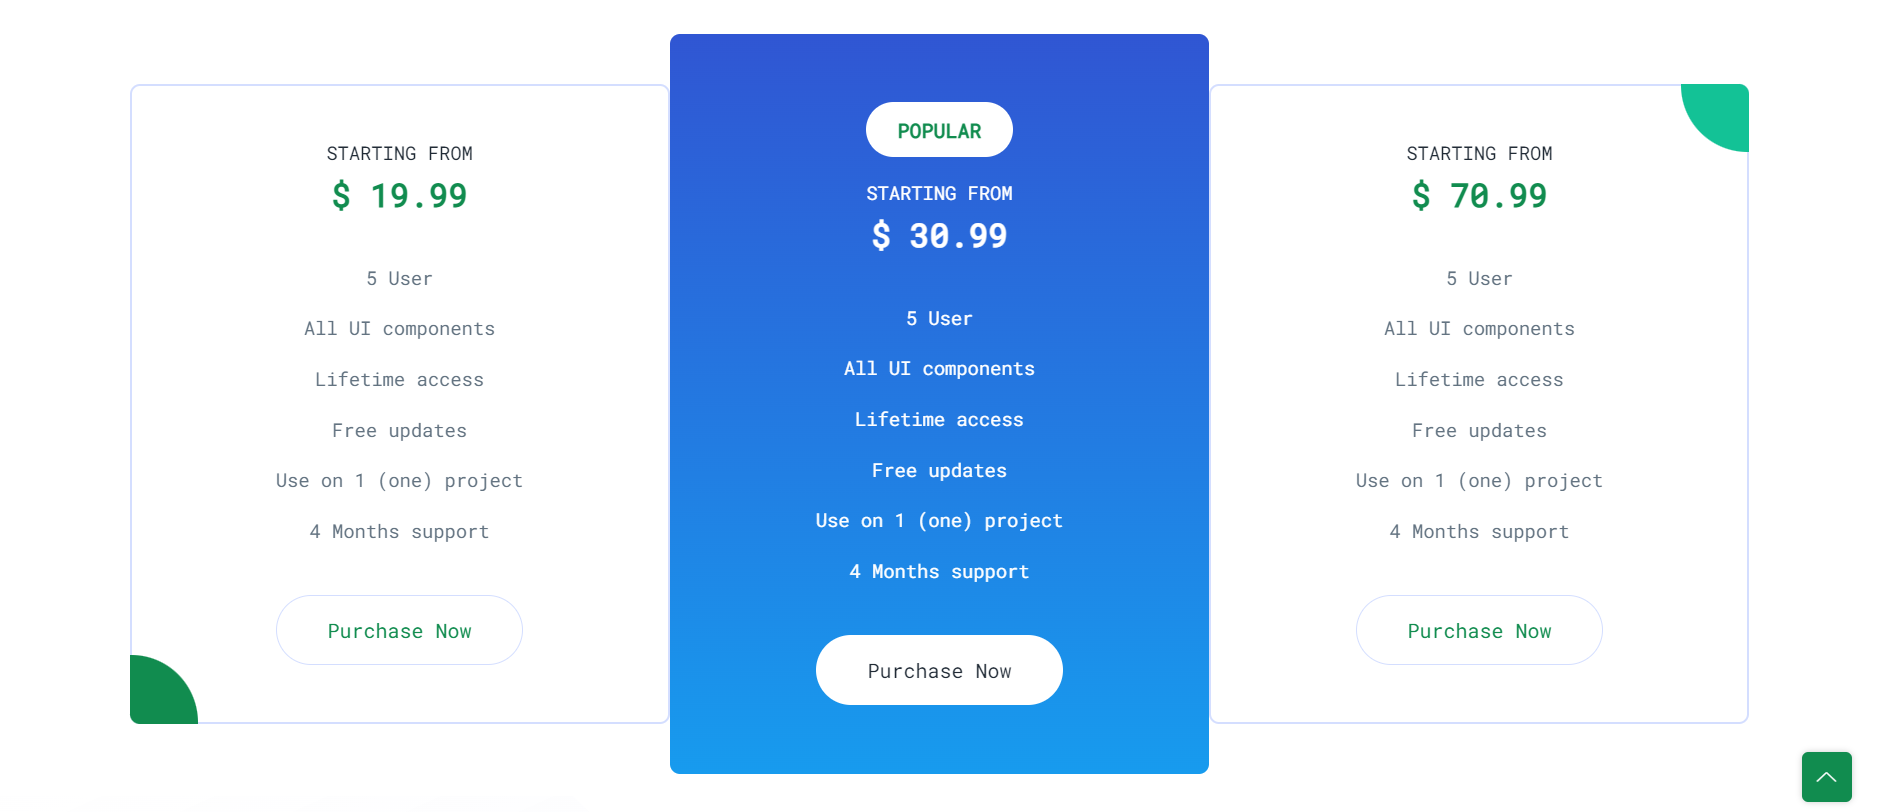 STARTING FROM
$ 19.99
5 User
All UI components
Lifetime access
Free updates
Use on 1 (one) project
4 Months support
Purchase Now
POPULAR
STARTING FROM
$ 30.99
5 User
All UI components
Lifetime access
Free updates
Use on 1 (one) project
4 Months support
Purchase Now
STARTING FROM
$ 70.99
5 User
All UI components
Lifetime access
Free updates
Use on 1 (one) project
4 Months support
Purchase Now